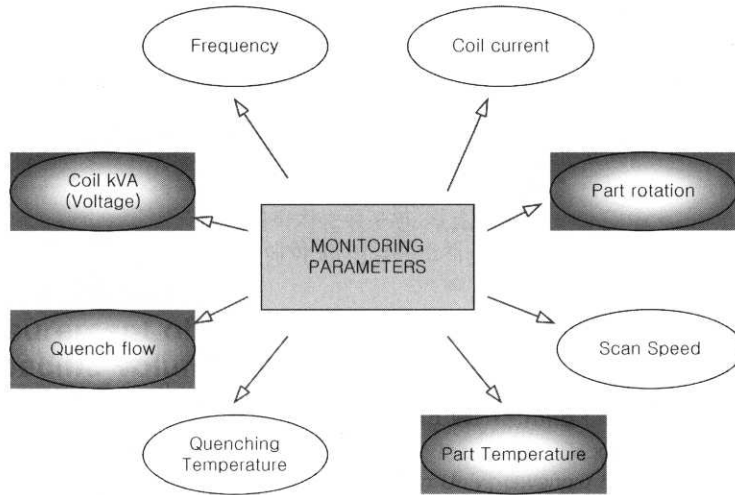 Frequency
Coil current
Coil kVA
(Voltage)
Part rotation
MONITORING
PARAMETERS
Quench flow
Scan Speed
Quenching
Temperature
Part Temperature